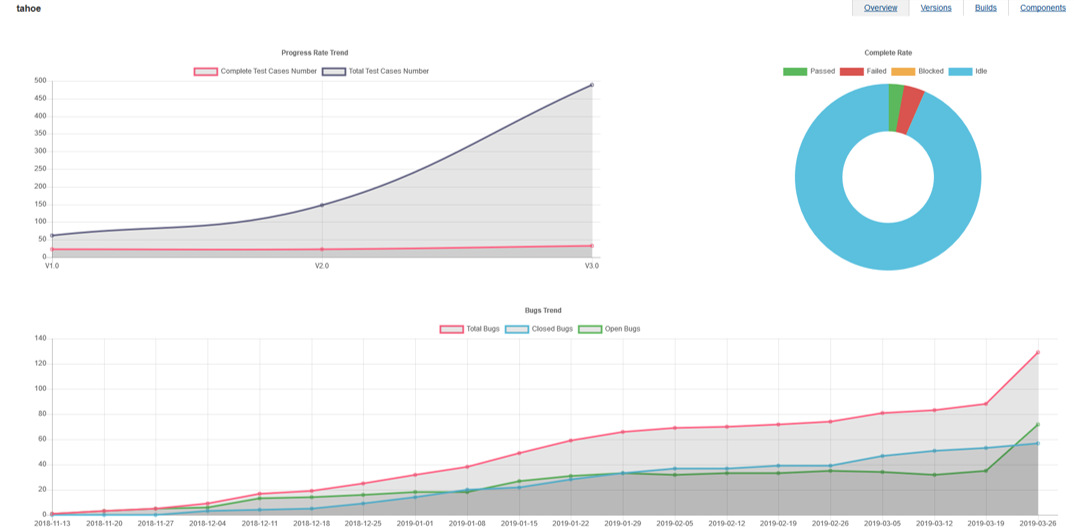 tahoe
Overview Versions Builds Components
Progress Rate Trend
Complete Test Cases Number Total Test Cases Number
500
450
400
350
300
250
200
150
100
50
0
V1.0 V2.0 V3.0
Complete Rate
Passed Failed Blocked Idle
Bugs Trend
Total Bugs Closed Bugs Open Bugs
140
120
100
80
60
40
20
0
2018-11-13 2018-11-20 2018-11-27 2018-12-04 2018-12-11 2018-12-18 2018-12-25 2019-01-01 2019-01-08 2019-01-15 2019-01-22 2019-01-29 2019-02-05 2019-02-12 2019-02-19 2019-02-26 2019-03-05 2019-03-12 2019-03-19 2019-03-26